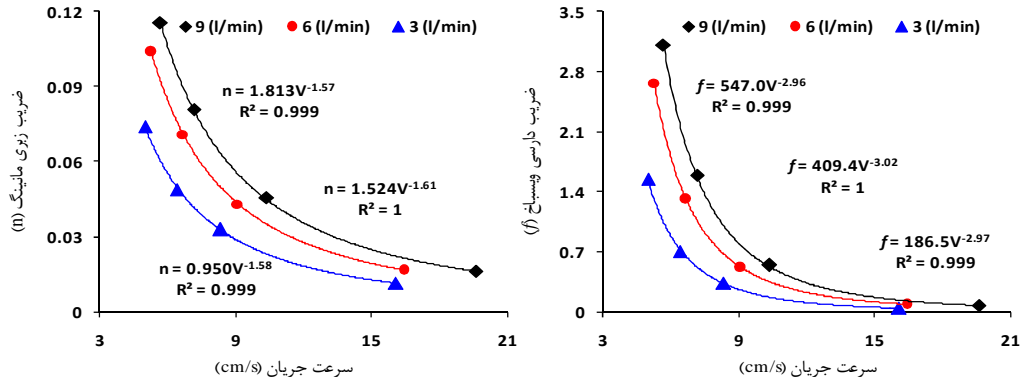 9 (l/min) 6 (l/min) 3 (l/min)
0.12
0.09
0.06
0.03
0
ضریب زبری مانینگ (n)
n = 1.813V^-1.57
R² = 0.999
n = 1.524V^-1.61
R² = 1
n = 0.950V^-1.58
R² = 0.999
3 9 15 21
سرعت جریان (cm/s)
9 (l/min) 6 (l/min) 3 (l/min)
3.5
2.8
2.1
1.4
0.7
0
ضریب دارسی ویسباخ (f)
f = 547.0V^-2.96
R² = 0.999
f = 409.4V^-3.02
R² = 1
f = 186.5V^-2.97
R² = 0.999
3 9 15 21
سرعت جریان (cm/s)